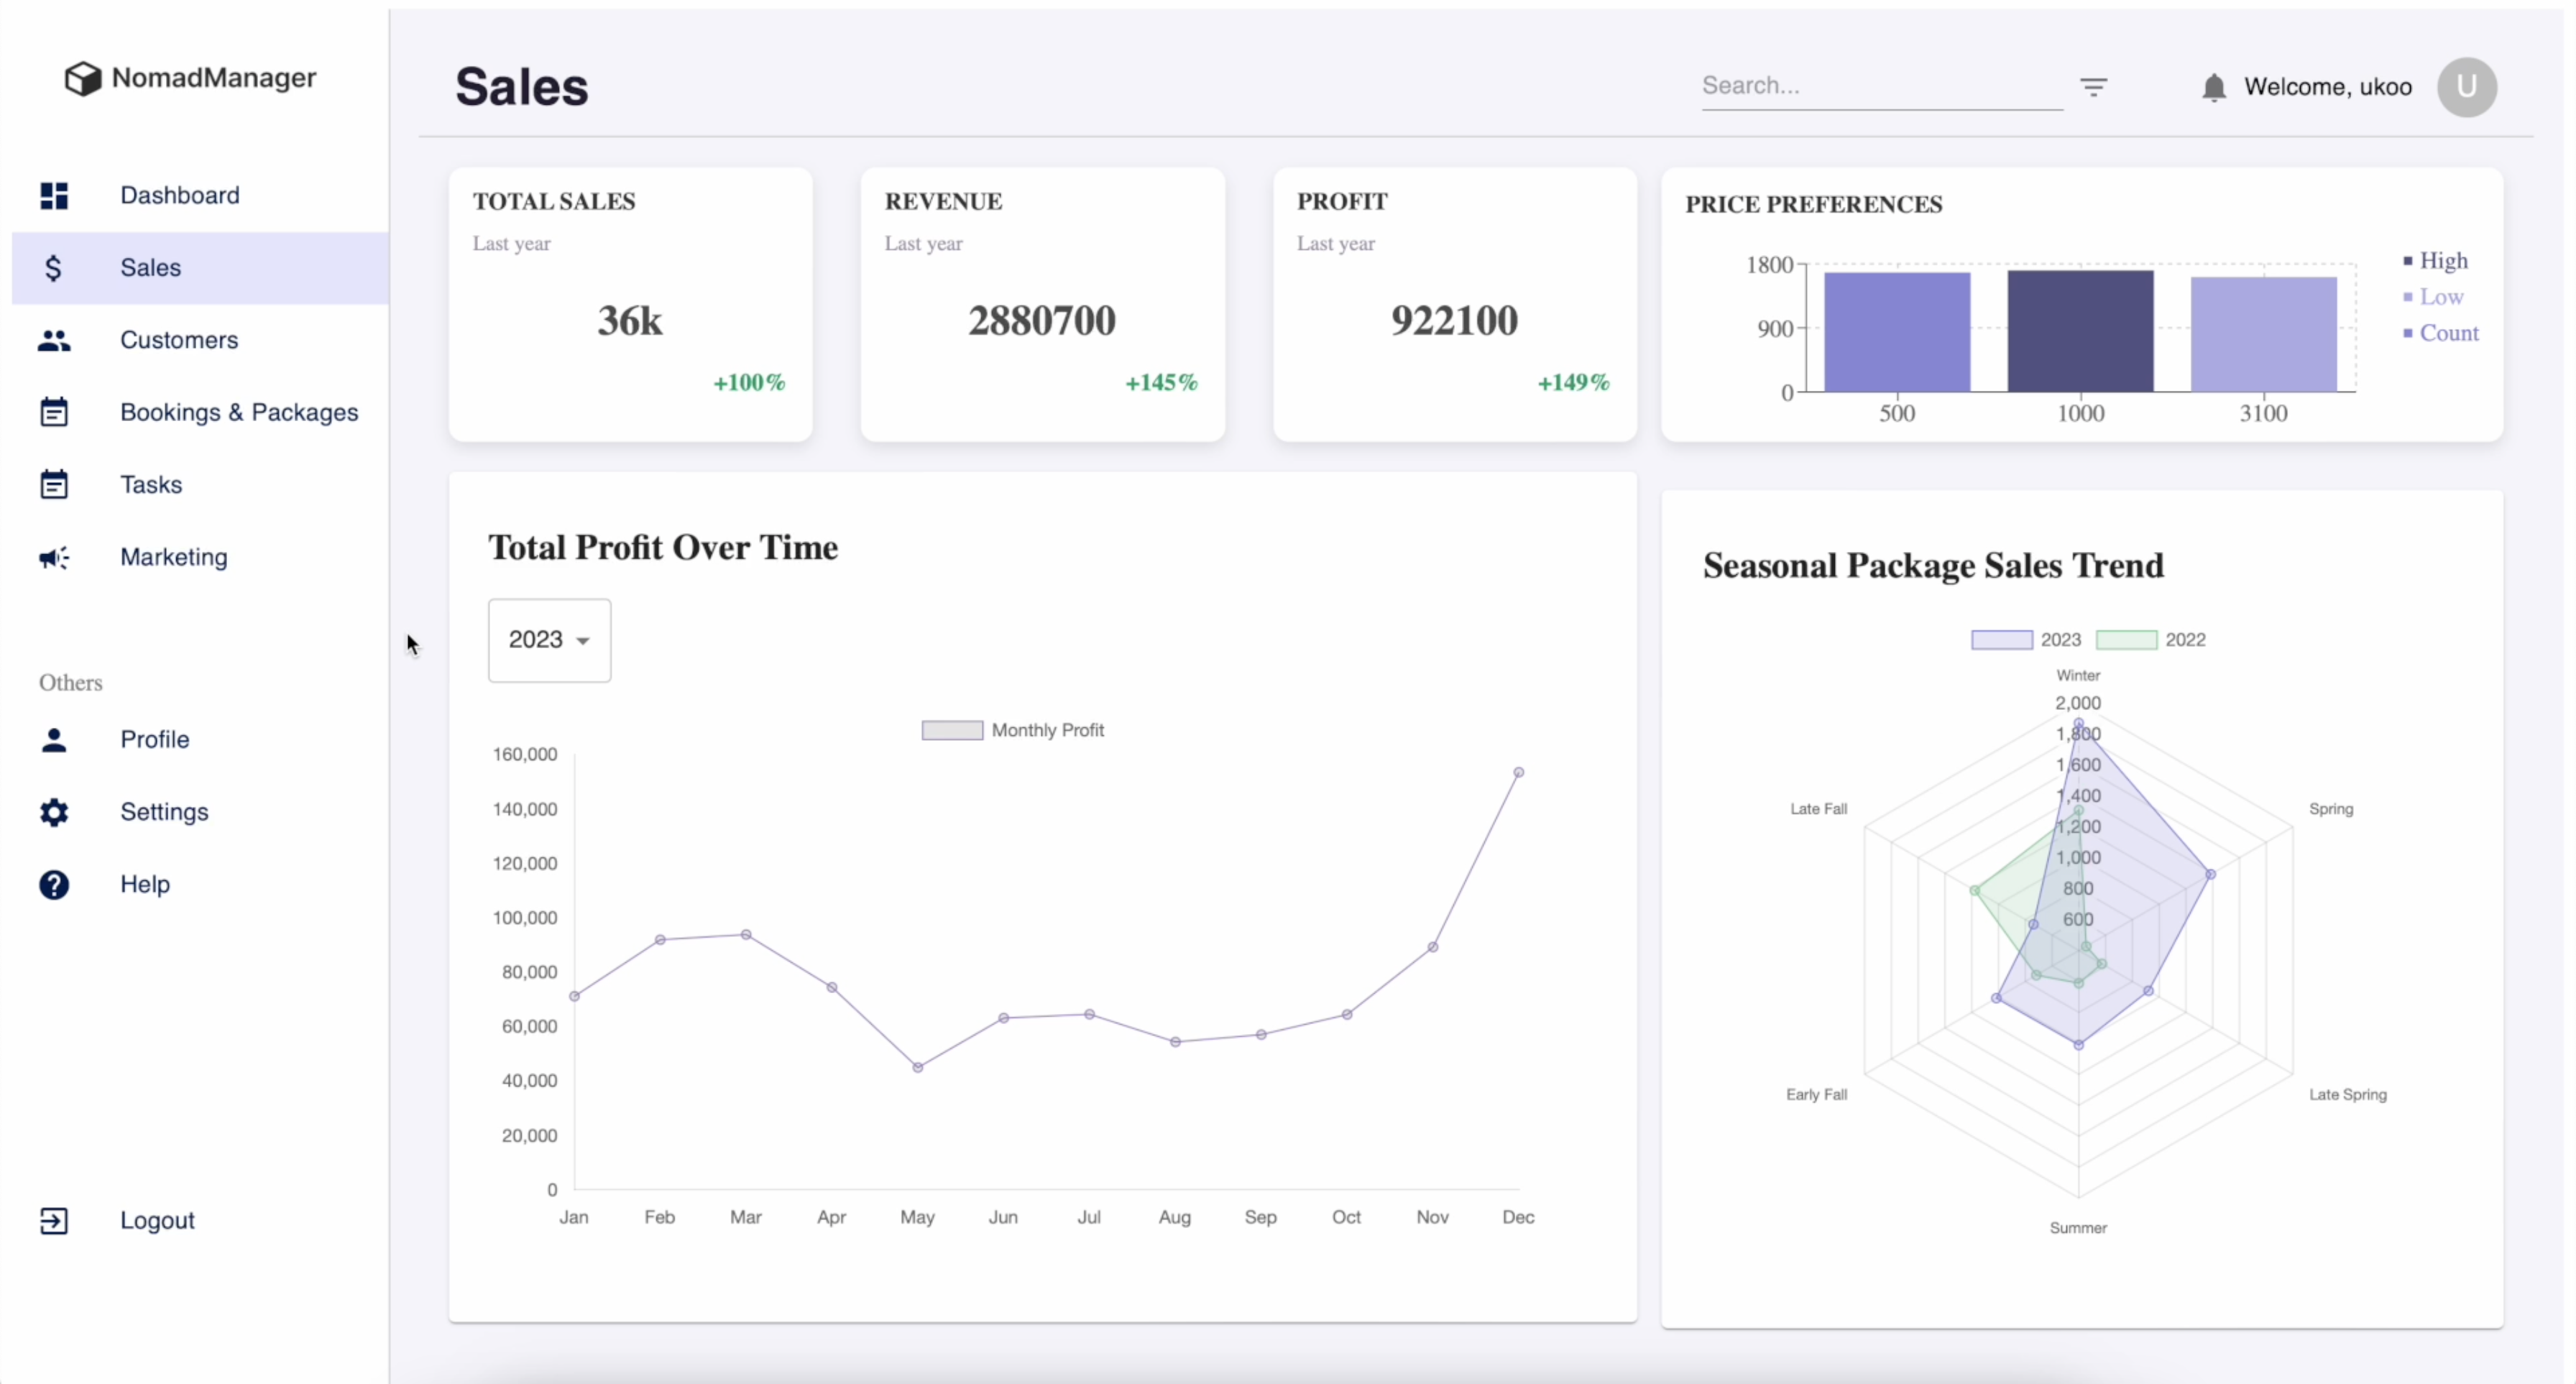 NomadManager
Dashboard
Sales
Customers
Bookings & Packages
Tasks
Marketing
Others
Profile
Settings
Help
Logout
Sales
Search...
Welcome, ukoo
U
TOTAL SALES
Last year
36k
+100%
REVENUE
Last year
2880700
+145%
PROFIT
Last year
922100
+149%
PRICE PREFERENCES
1800
900
0
500 1000 3100
High
Low
Count
Total Profit Over Time
2023
Monthly Profit
160,000
140,000
120,000
100,000
80,000
60,000
40,000
20,000
0
Jan Feb Mar Apr May Jun Jul Aug Sep Oct Nov Dec
Seasonal Package Sales Trend
2023 2022
Winter
2,000
1,800
1,600
1,400
1,200
1,000
800
600
Late Fall
Spring
Early Fall
Late Spring
Summer